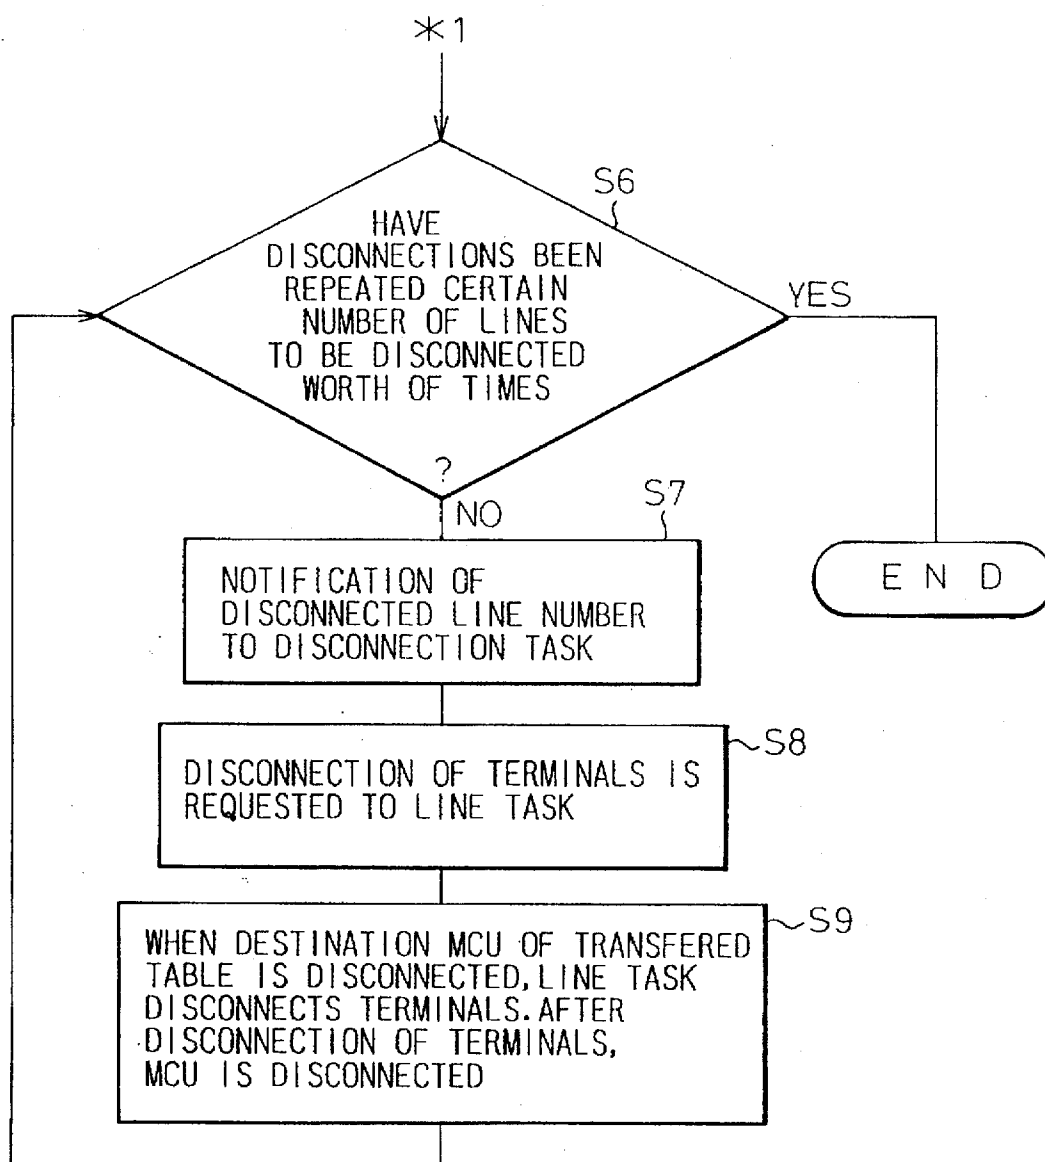 *1
S6
HAVE
DISCONNECTIONS BEEN
REPEATED CERTAIN
NUMBER OF LINES
TO BE DISCONNECTED
WORTH OF TIMES
?
YES
NO
S7
NOTIFICATION OF
DISCONNECTED LINE NUMBER
TO DISCONNECTION TASK
END
S8
DISCONNECTION OF TERMINALS IS
REQUESTED TO LINE TASK
S9
WHEN DESTINATION MCU OF TRANSFERED
TABLE IS DISCONNECTED, LINE TASK
DISCONNECTS TERMINALS. AFTER
DISCONNECTION OF TERMINALS,
MCU IS DISCONNECTED